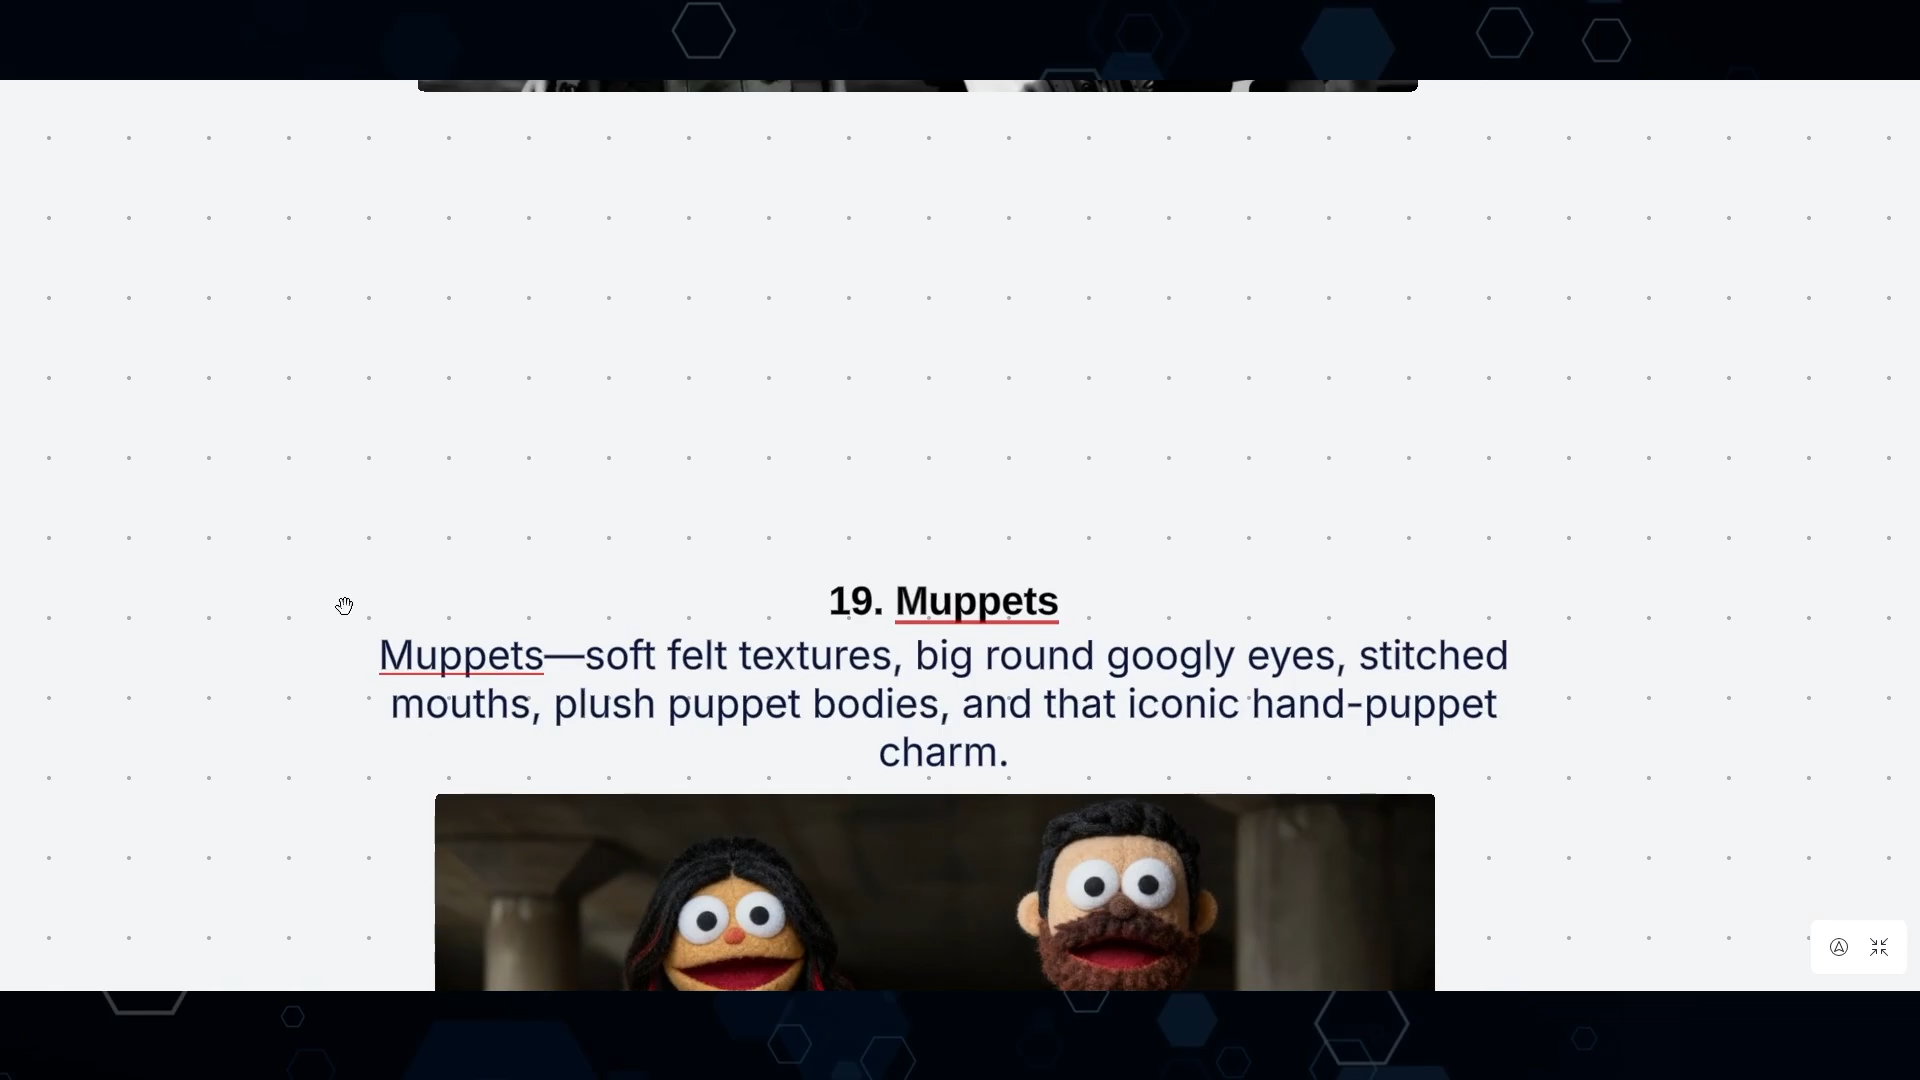 19. Muppets
Muppets—soft felt textures, big round googly eyes, stitched
mouths, plush puppet bodies, and that iconic hand-puppet
charm.